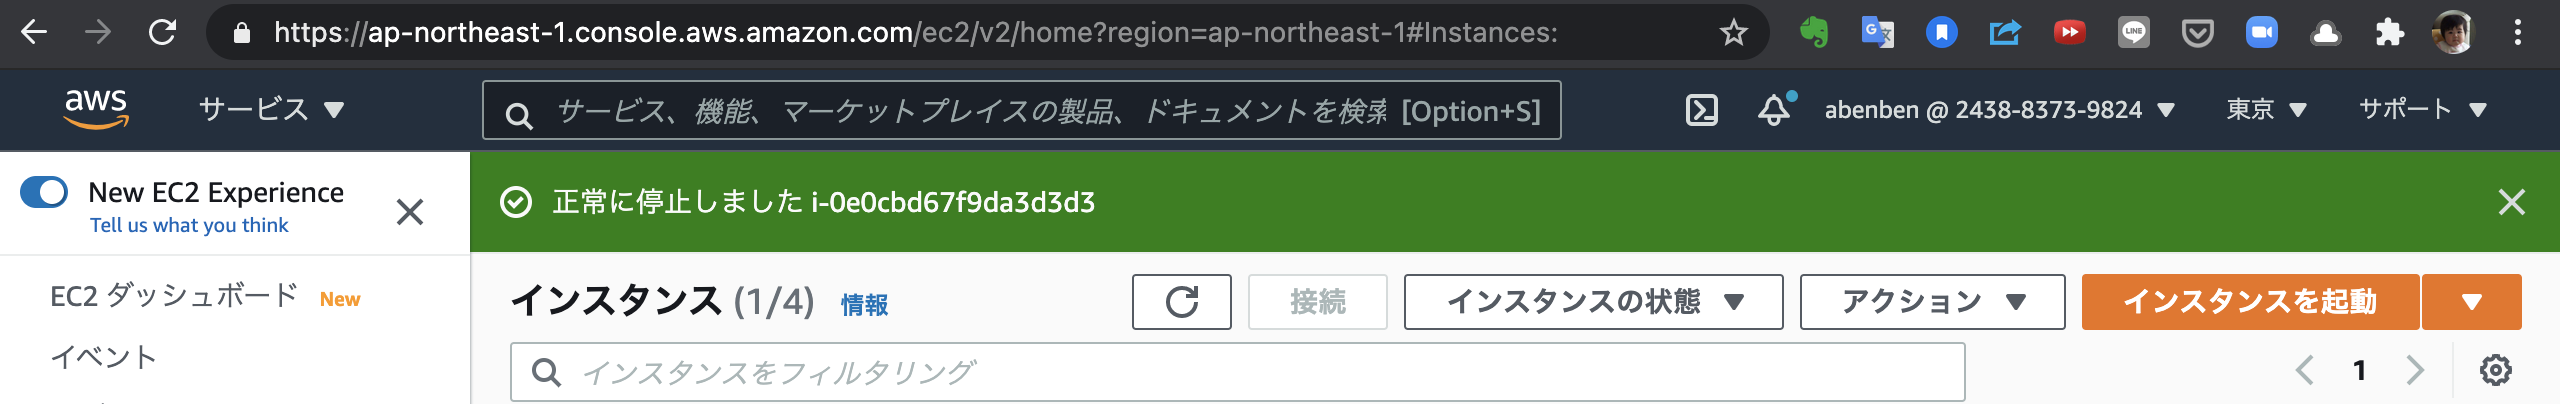 https://ap-northeast-1.console.aws.amazon.com/ec2/v2/home?region=ap-northeast-1#Instances:
aws サービス サービス、機能、マーケットプレイスの製品、ドキュメントを検索 [Option+S] abenben @ 2438-8373-9824 東京 サポート
New EC2 Experience
Tell us what you think
正常に停止しました i-0e0cbd67f9da3d3d3
EC2 ダッシュボード New
イベント
インスタンス (1/4) 情報 接続 インスタンスの状態 アクション インスタンスを起動
インスタンスをフィルタリング 1